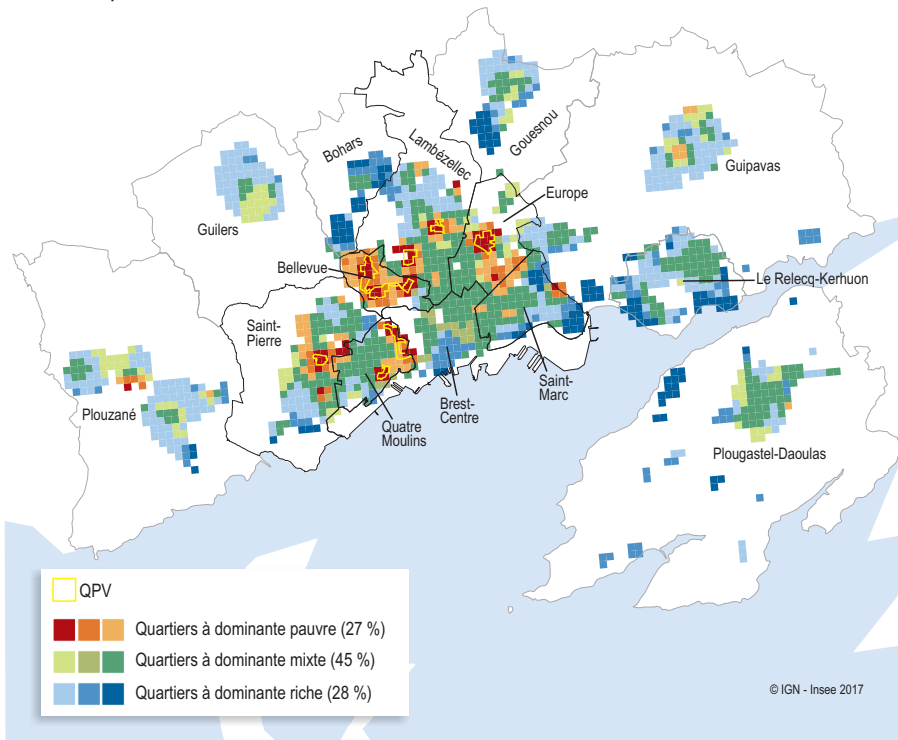 Gouesnou
Bohars
Lambézellec
Guipavas
Europe
Guilers
Bellevue
Le Relecq-Kerhuon
Saint-
Pierre
Saint-
Marc
Brest-
Centre
Plouzané
Quatre
Moulins
Plougastel-Daoulas
QPV
Quartiers à dominante pauvre (27 %)
Quartiers à dominante mixte (45 %)
Quartiers à dominante riche (28 %)
© IGN - Insee 2017